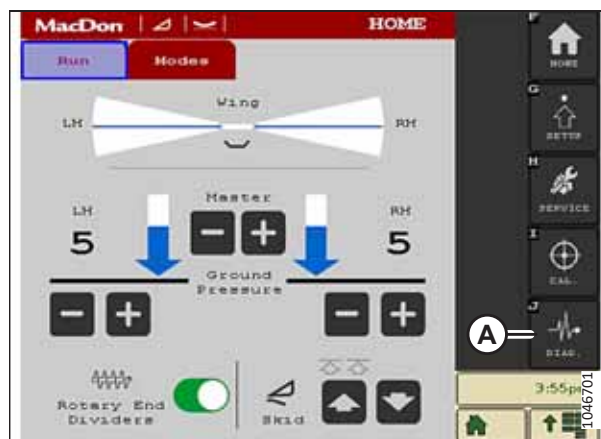 MacDon
HOME
Run
Modes
Wing
LH
RH
LH
5
Master
- +
RH
5
Ground
Pressure
- +
- +
Rotary End
Dividers
Skid
F
HOME
G
SETUP
H
SERVICE
I
CAL.
J
DIAG.
A
3:55p
1046701